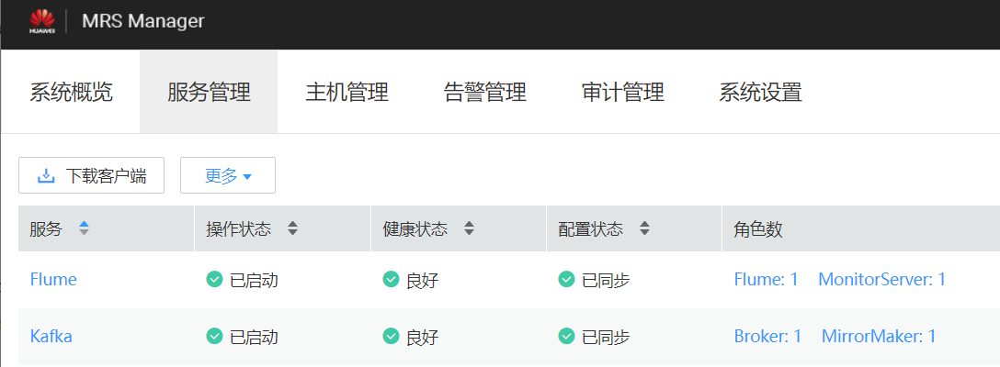 HUAWEI MRS Manager
系统概览 服务管理 主机管理 告警管理 审计管理 系统设置
下载客户端 更多
服务 操作状态 健康状态 配置状态 角色数
Flume 已启动 良好 已同步 Flume: 1 MonitorServer: 1
Kafka 已启动 良好 已同步 Broker: 1 MirrorMaker: 1